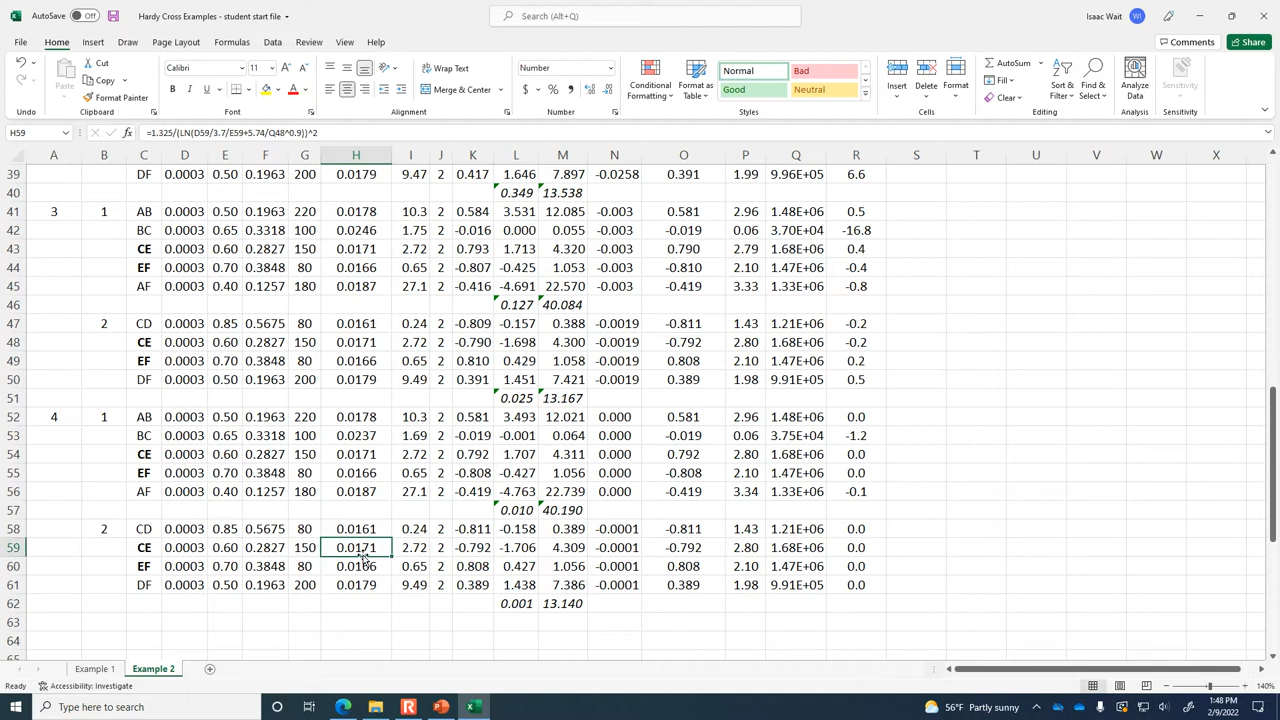 AutoSave Off Hardy Cross Examples - student start file Search (Alt+Q) Isaac Wait WI
File Home Insert Draw Page Layout Formulas Data Review View Help Comments Share
Paste Cut Copy Format Painter Clipboard
Calibri 11 B I U Font
Wrap Text Merge & Center Alignment
Number $ % Number
Conditional Formatting Format as Table Normal Bad Good Neutral Styles
Insert Delete Format Cells
AutoSum Fill Clear Sort & Filter Find & Select Editing
Analyze Data Analysis Sensitivity Sensitivity
H59 fx =1.325/(LN(D59/3.7/E59+5.74/Q48^0.9))^2
A B C D E F G H I J K L M N O P Q R S T U V W X
39 DF 0.0003 0.50 0.1963 200 0.0179 9.47 2 0.417 1.646 7.897 -0.0258 0.391 1.99 9.96E+05 6.6
40 0.349 13.538
41 3 1 AB 0.0003 0.50 0.1963 220 0.0178 10.3 2 0.584 3.531 12.085 -0.003 0.581 2.96 1.48E+06 0.5
42 BC 0.0003 0.65 0.3318 100 0.0246 1.75 2 -0.016 0.000 0.055 -0.003 -0.019 0.06 3.70E+04 -16.8
43 CE 0.0003 0.60 0.2827 150 0.0171 2.72 2 0.793 1.713 4.320 -0.003 0.790 2.79 1.68E+06 0.4
44 EF 0.0003 0.70 0.3848 80 0.0166 0.65 2 -0.807 -0.425 1.053 -0.003 -0.810 2.10 1.47E+06 -0.4
45 AF 0.0003 0.40 0.1257 180 0.0187 27.1 2 -0.416 -4.691 22.570 -0.003 -0.419 3.33 1.33E+06 -0.8
46 0.127 40.084
47 2 CD 0.0003 0.85 0.5675 80 0.0161 0.24 2 -0.809 -0.157 0.388 -0.0019 -0.811 1.43 1.21E+06 -0.2
48 CE 0.0003 0.60 0.2827 150 0.0171 2.72 2 -0.790 -1.698 4.300 -0.0019 -0.792 2.80 1.68E+06 -0.2
49 EF 0.0003 0.70 0.3848 80 0.0166 0.65 2 0.810 0.429 1.058 -0.0019 0.808 2.10 1.47E+06 0.2
50 DF 0.0003 0.50 0.1963 200 0.0179 9.49 2 0.391 1.451 7.421 -0.0019 0.389 1.98 9.91E+05 0.5
51 0.025 13.167
52 4 1 AB 0.0003 0.50 0.1963 220 0.0178 10.3 2 0.581 3.493 12.021 0.000 0.581 2.96 1.48E+06 0.0
53 BC 0.0003 0.65 0.3318 100 0.0237 1.69 2 -0.019 -0.001 0.064 0.000 -0.019 0.06 3.75E+04 -1.2
54 CE 0.0003 0.60 0.2827 150 0.0171 2.72 2 0.792 1.707 4.311 0.000 0.792 2.80 1.68E+06 0.0
55 EF 0.0003 0.70 0.3848 80 0.0166 0.65 2 -0.808 -0.427 1.056 0.000 -0.808 2.10 1.47E+06 0.0
56 AF 0.0003 0.40 0.1257 180 0.0187 27.1 2 -0.419 -4.763 22.739 0.000 -0.419 3.34 1.33E+06 -0.1
57 0.010 40.190
58 2 CD 0.0003 0.85 0.5675 80 0.0161 0.24 2 -0.811 -0.158 0.389 -0.0001 -0.811 1.43 1.21E+06 0.0
59 CE 0.0003 0.60 0.2827 150 0.0171 2.72 2 -0.792 -1.706 4.309 -0.0001 -0.792 2.80 1.68E+06 0.0
60 EF 0.0003 0.70 0.3848 80 0.0166 0.65 2 0.808 0.427 1.056 -0.0001 0.808 2.10 1.47E+06 0.0
61 DF 0.0003 0.50 0.1963 200 0.0179 9.49 2 0.389 1.438 7.386 -0.0001 0.389 1.98 9.91E+05 0.0
62 0.001 13.140
63
64
65
Example 1 Example 2
Ready Accessibility: Investigate 140%
Type here to search 56°F Partly sunny 1:48 PM
2/9/2022